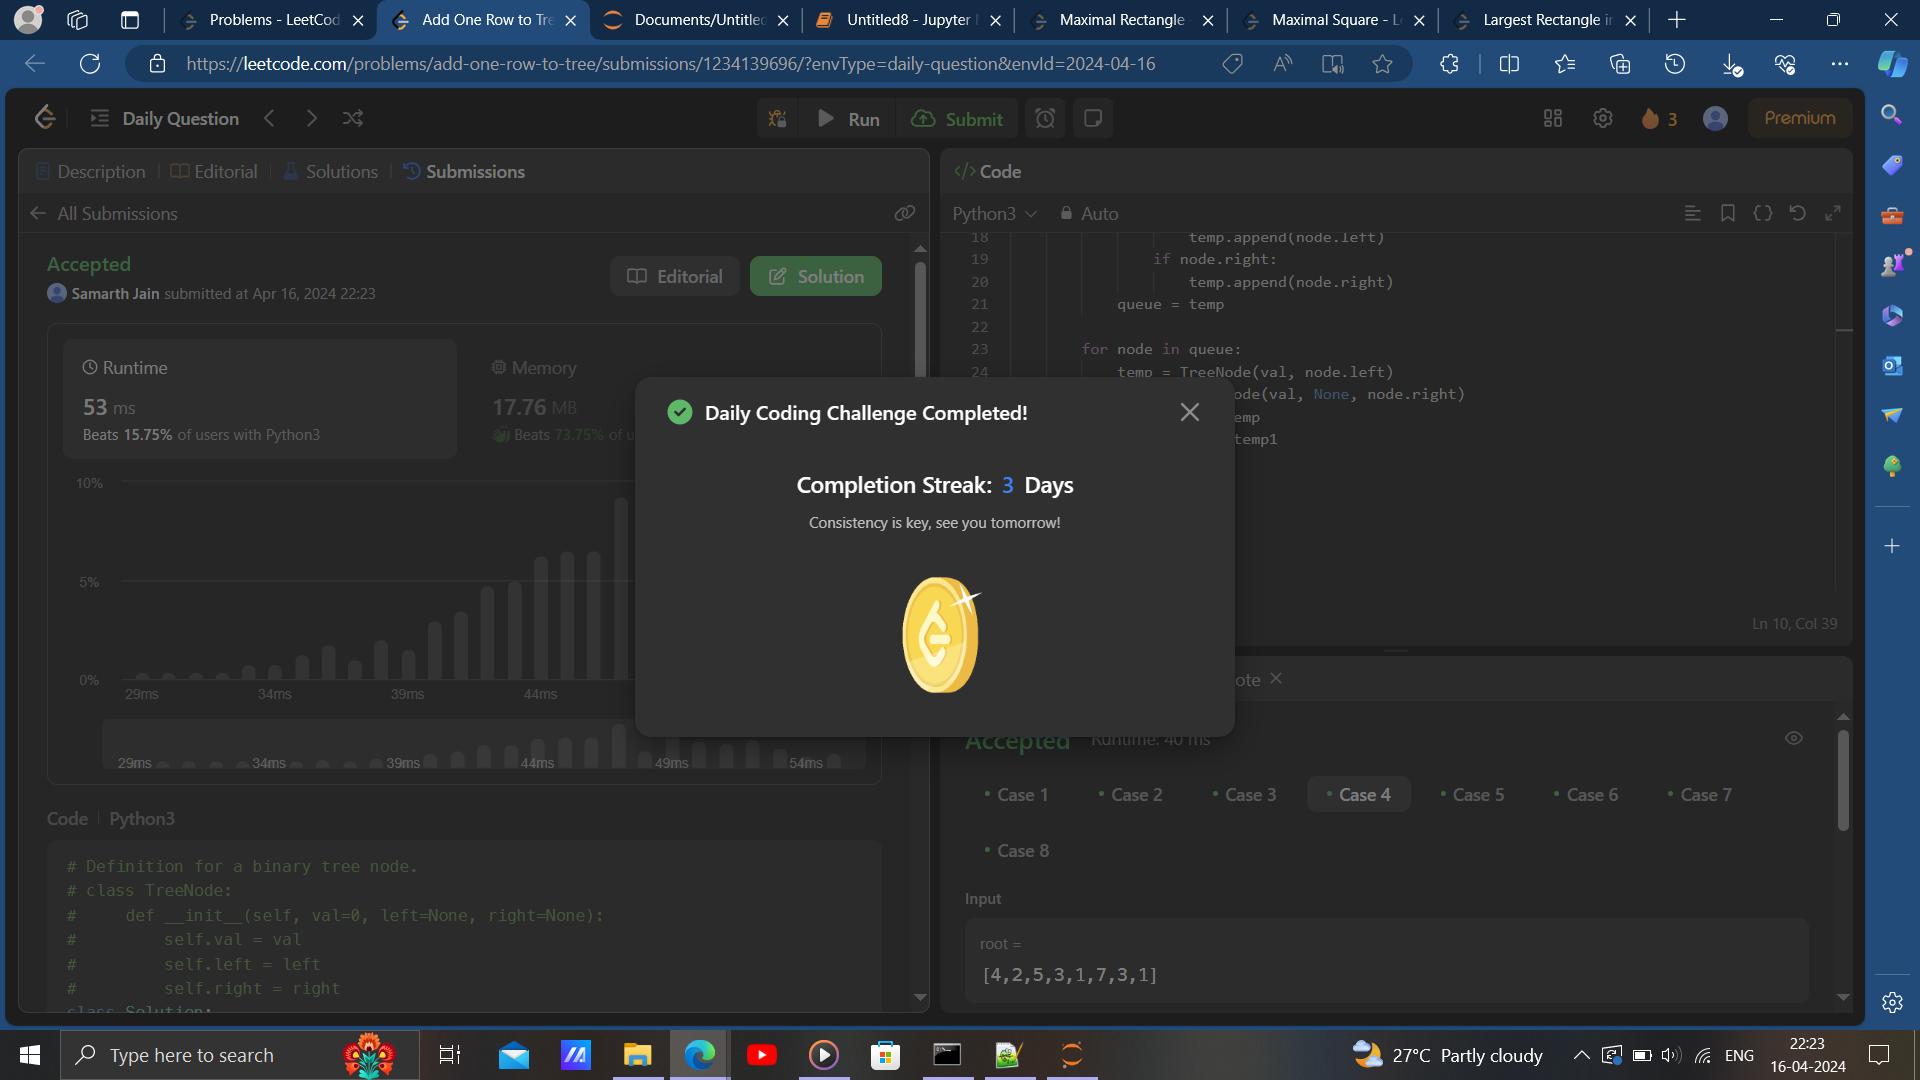 Problems - LeetCod
Add One Row to Tre
Documents/Untitled
Untitled8 - Jupyter N
Maximal Rectangle -
Maximal Square - Le
Largest Rectangle in
https://leetcode.com/problems/add-one-row-to-tree/submissions/1234139696/?envType=daily-question&envId=2024-04-16
Daily Question
Run
Submit
3
Premium
Description
Editorial
Solutions
Submissions
All Submissions
Accepted
Samarth Jain submitted at Apr 16, 2024 22:23
Editorial
Solution
Runtime
53 ms
Beats 15.75% of users with Python3
Memory
17.76 MB
Beats 73.75% of u
10%
5%
0%
29ms 34ms 39ms 44ms
29ms 34ms 39ms 44ms 49ms 54ms
Code | Python3
# Definition for a binary tree node.
# class TreeNode:
#     def __init__(self, val=0, left=None, right=None):
#         self.val = val
#         self.left = left
#         self.right = right
class Solution:
</> Code
Python3
Auto
18 temp.append(node.left)
19 if node.right:
20 temp.append(node.right)
21 queue = temp
22
23 for node in queue:
24 temp = TreeNode(val, node.left)
ode(val, None, node.right)
emp
temp1
Ln 10, Col 39
Daily Coding Challenge Completed!
Completion Streak: 3 Days
Consistency is key, see you tomorrow!
ote
Accepted Runtime: 40 ms
Case 1
Case 2
Case 3
Case 4
Case 5
Case 6
Case 7
Case 8
Input
root =
[4,2,5,3,1,7,3,1]
Type here to search
27°C Partly cloudy
ENG
22:23
16-04-2024